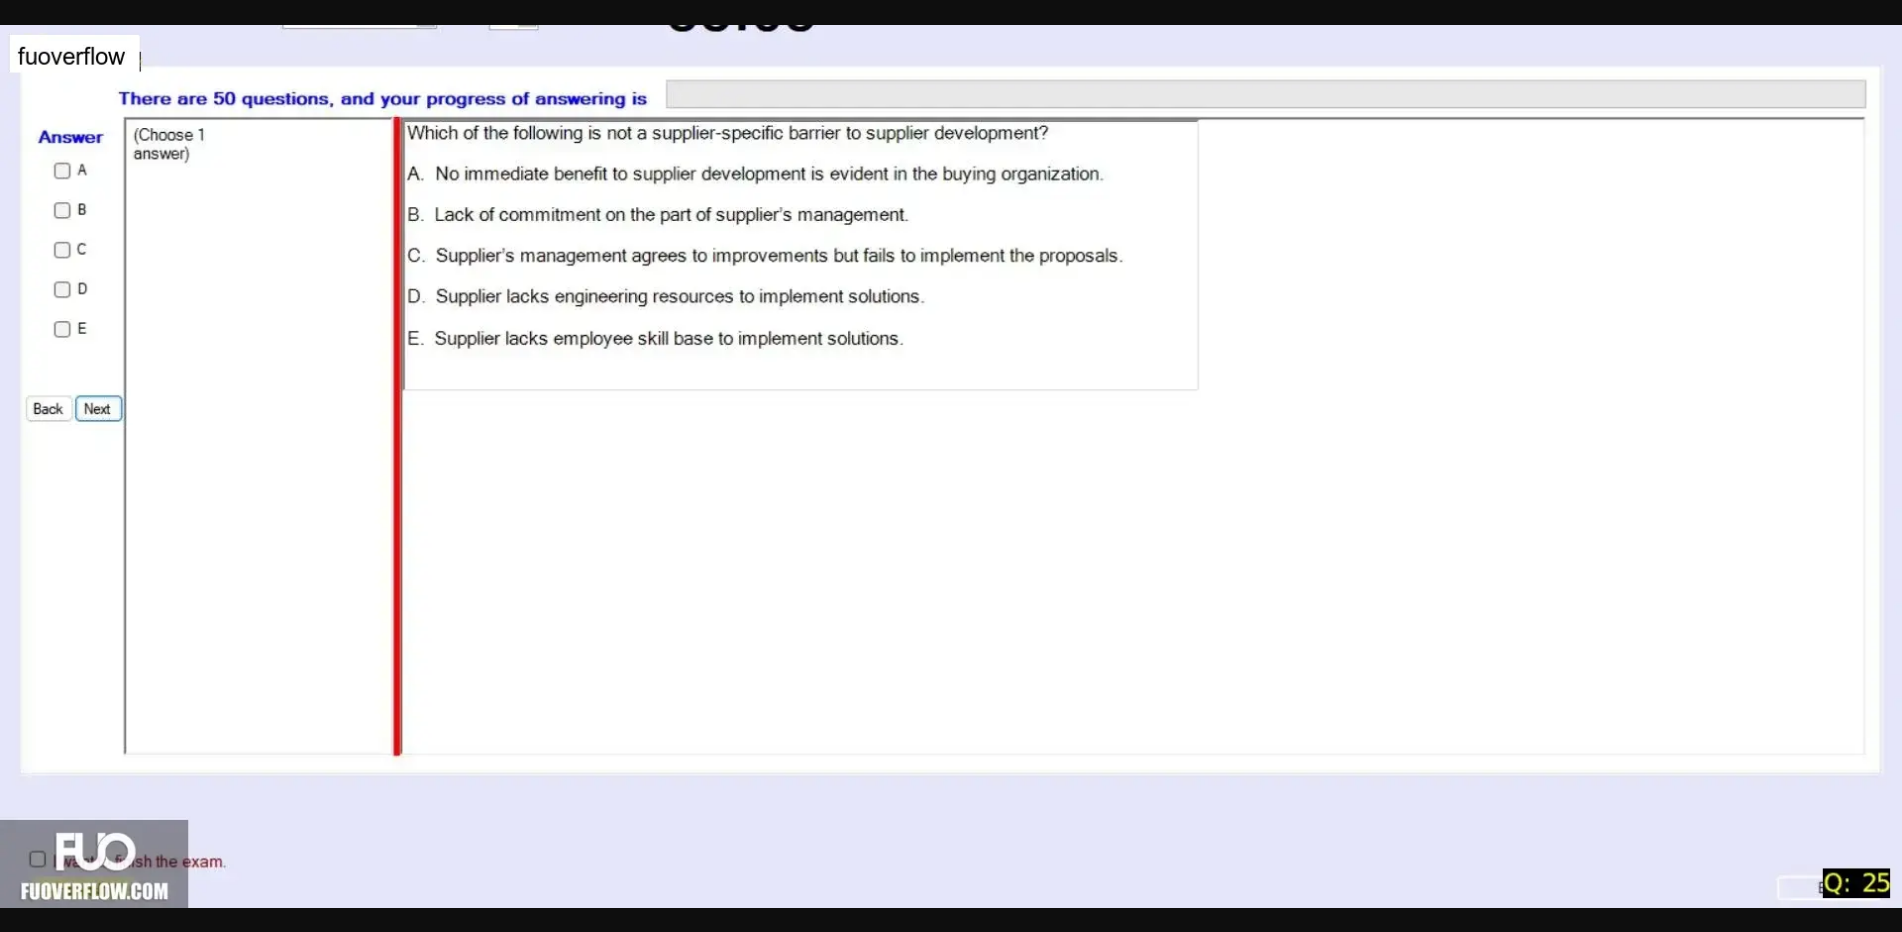 fuoverflow
There are 50 questions, and your progress of answering is
Answer
A
B
C
D
E
Back Next
(Choose 1
answer)
Which of the following is not a supplier-specific barrier to supplier development?
A. No immediate benefit to supplier development is evident in the buying organization.
B. Lack of commitment on the part of supplier's management.
C. Supplier's management agrees to improvements but fails to implement the proposals.
D. Supplier lacks engineering resources to implement solutions.
E. Supplier lacks employee skill base to implement solutions.
FUO
the exam.
FUOVERFLOW.COM
Q: 25